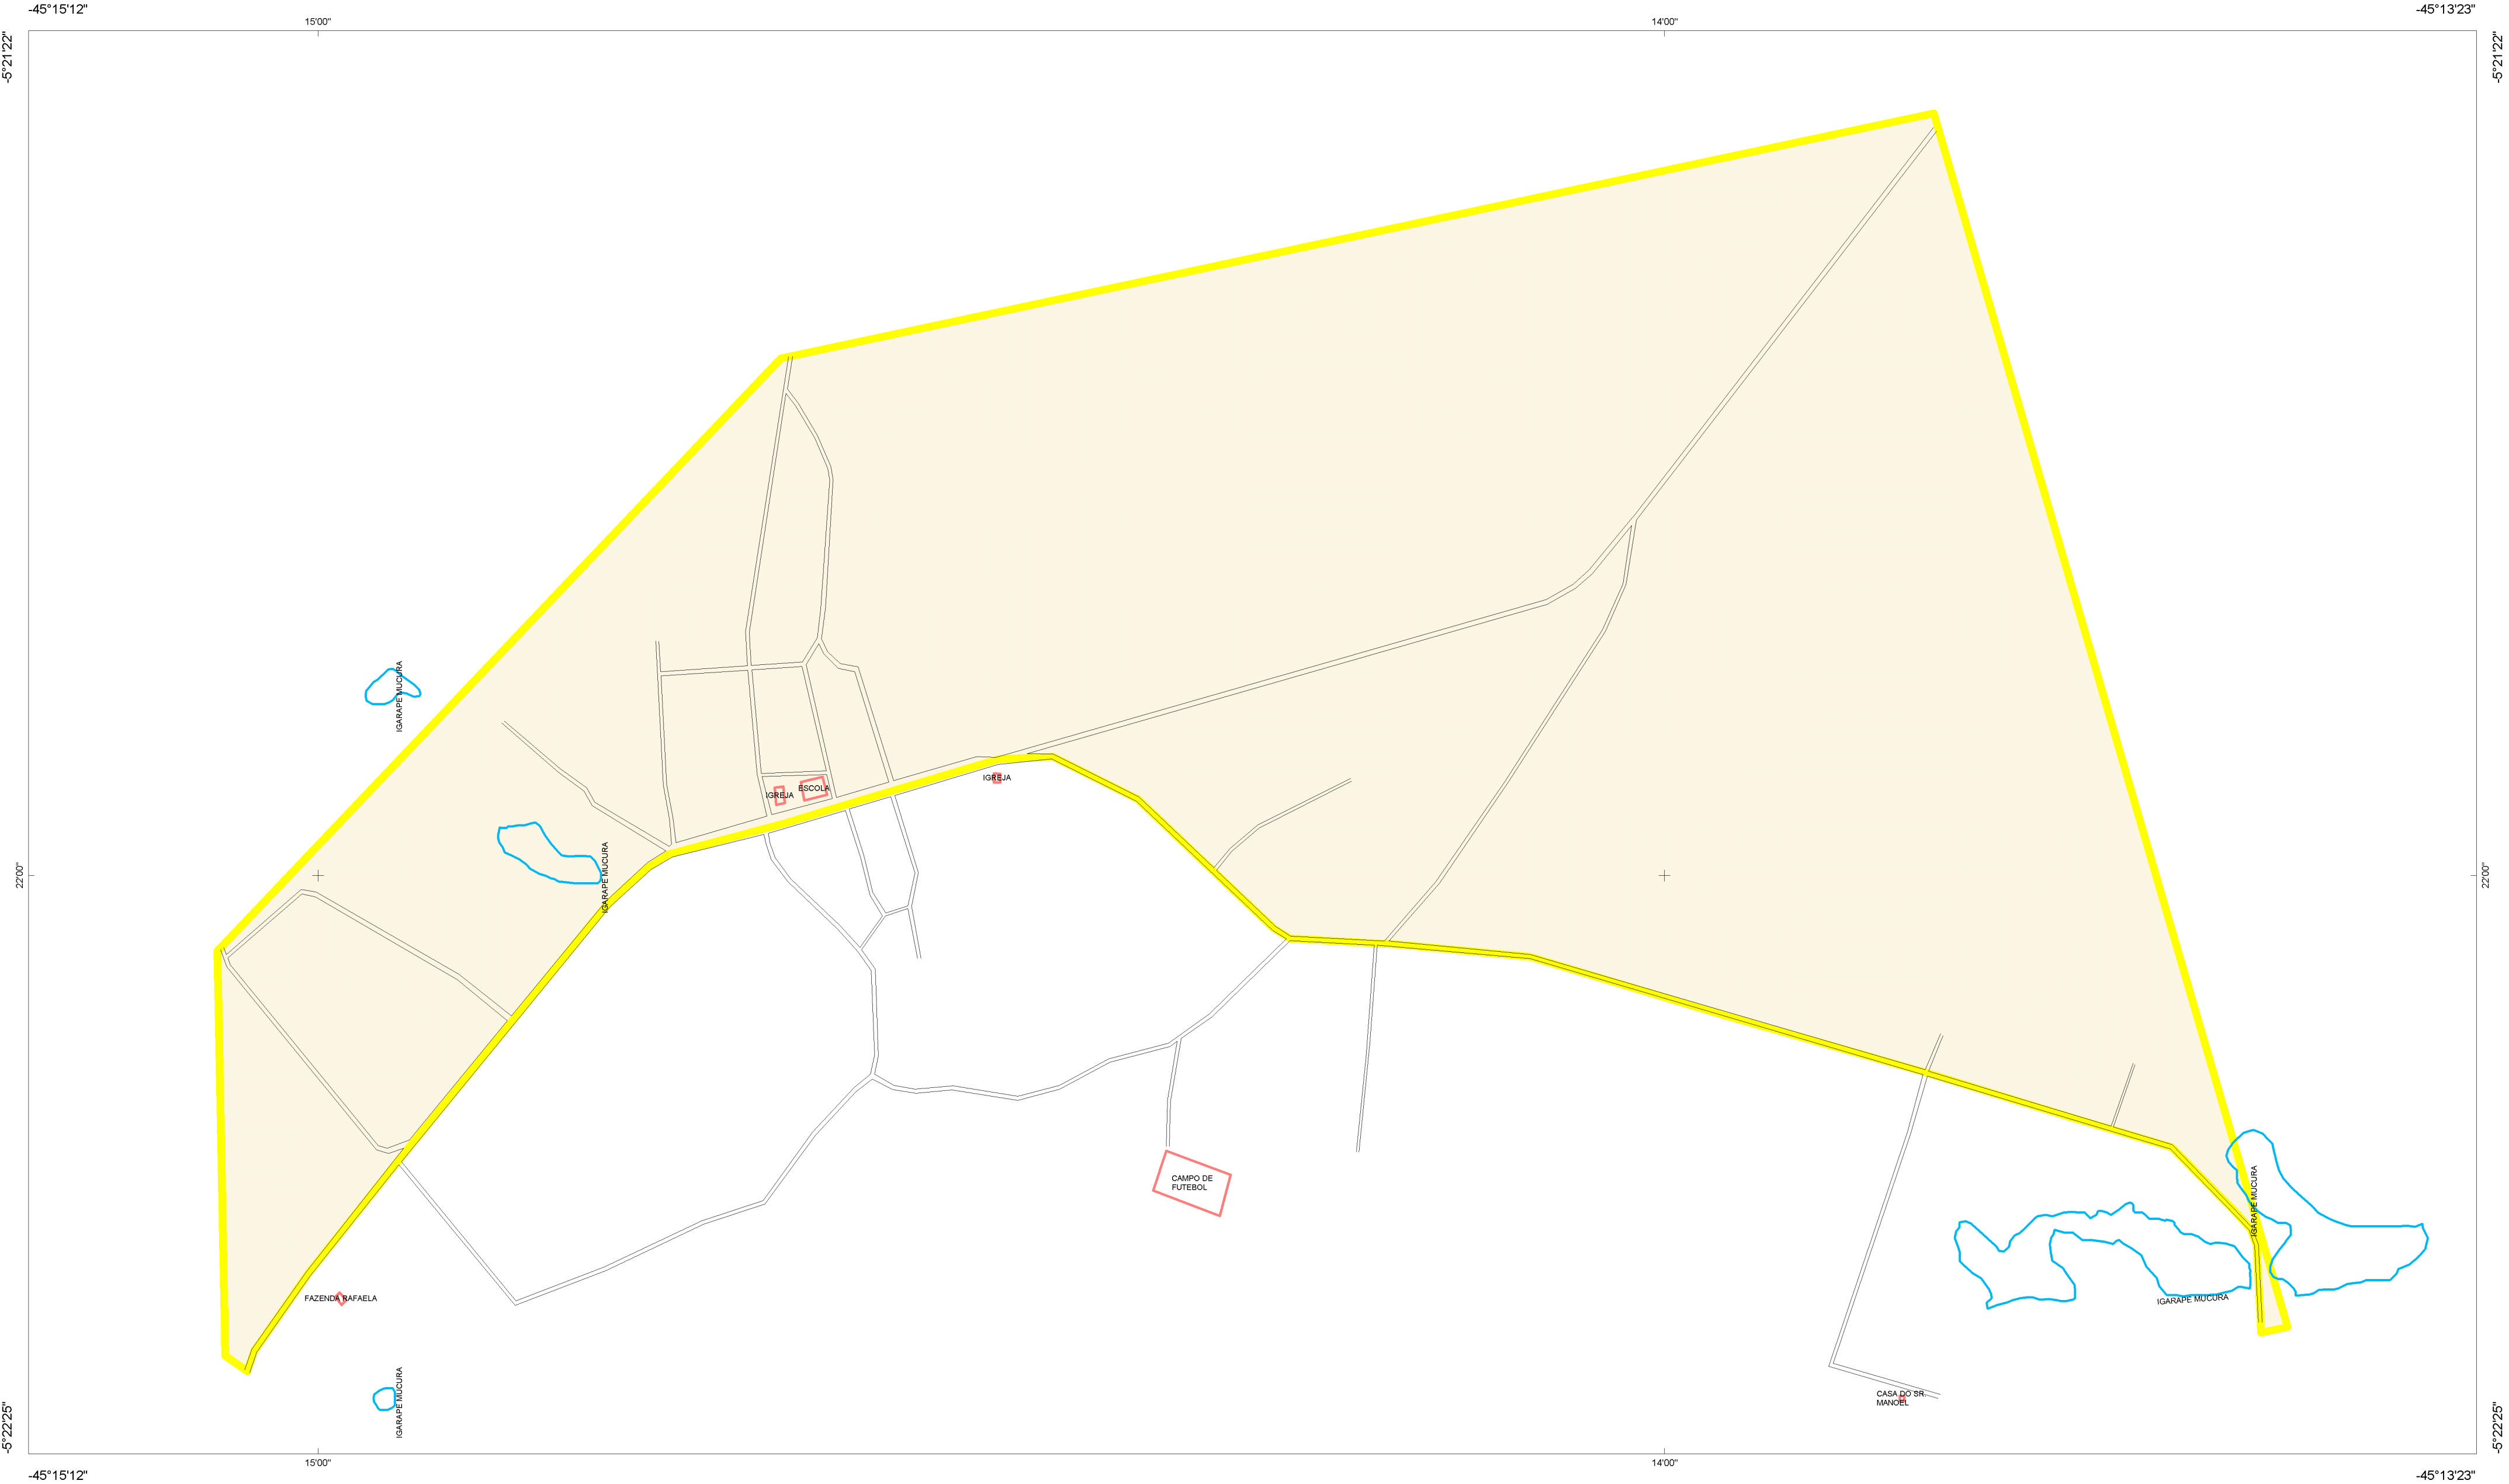 -45°15'12"
-45°13'23"
15'00"
14'00"
-5°21'22"
-5°21'22"
IGARAPE MUCURA
IGREJA
ESCOLA
IGREJA
IGARAPE MUCURA
22'00"
22'00"
CAMPO DE
FUTEBOL
IGARAPE MUCURA
FAZENDA RAFAELA
IGARAPE MUCURA
IGARAPE MUCURA
CASA DO SR.
MANOEL
-5°22'25"
-5°22'25"
15'00"
14'00"
-45°15'12"
-45°13'23"